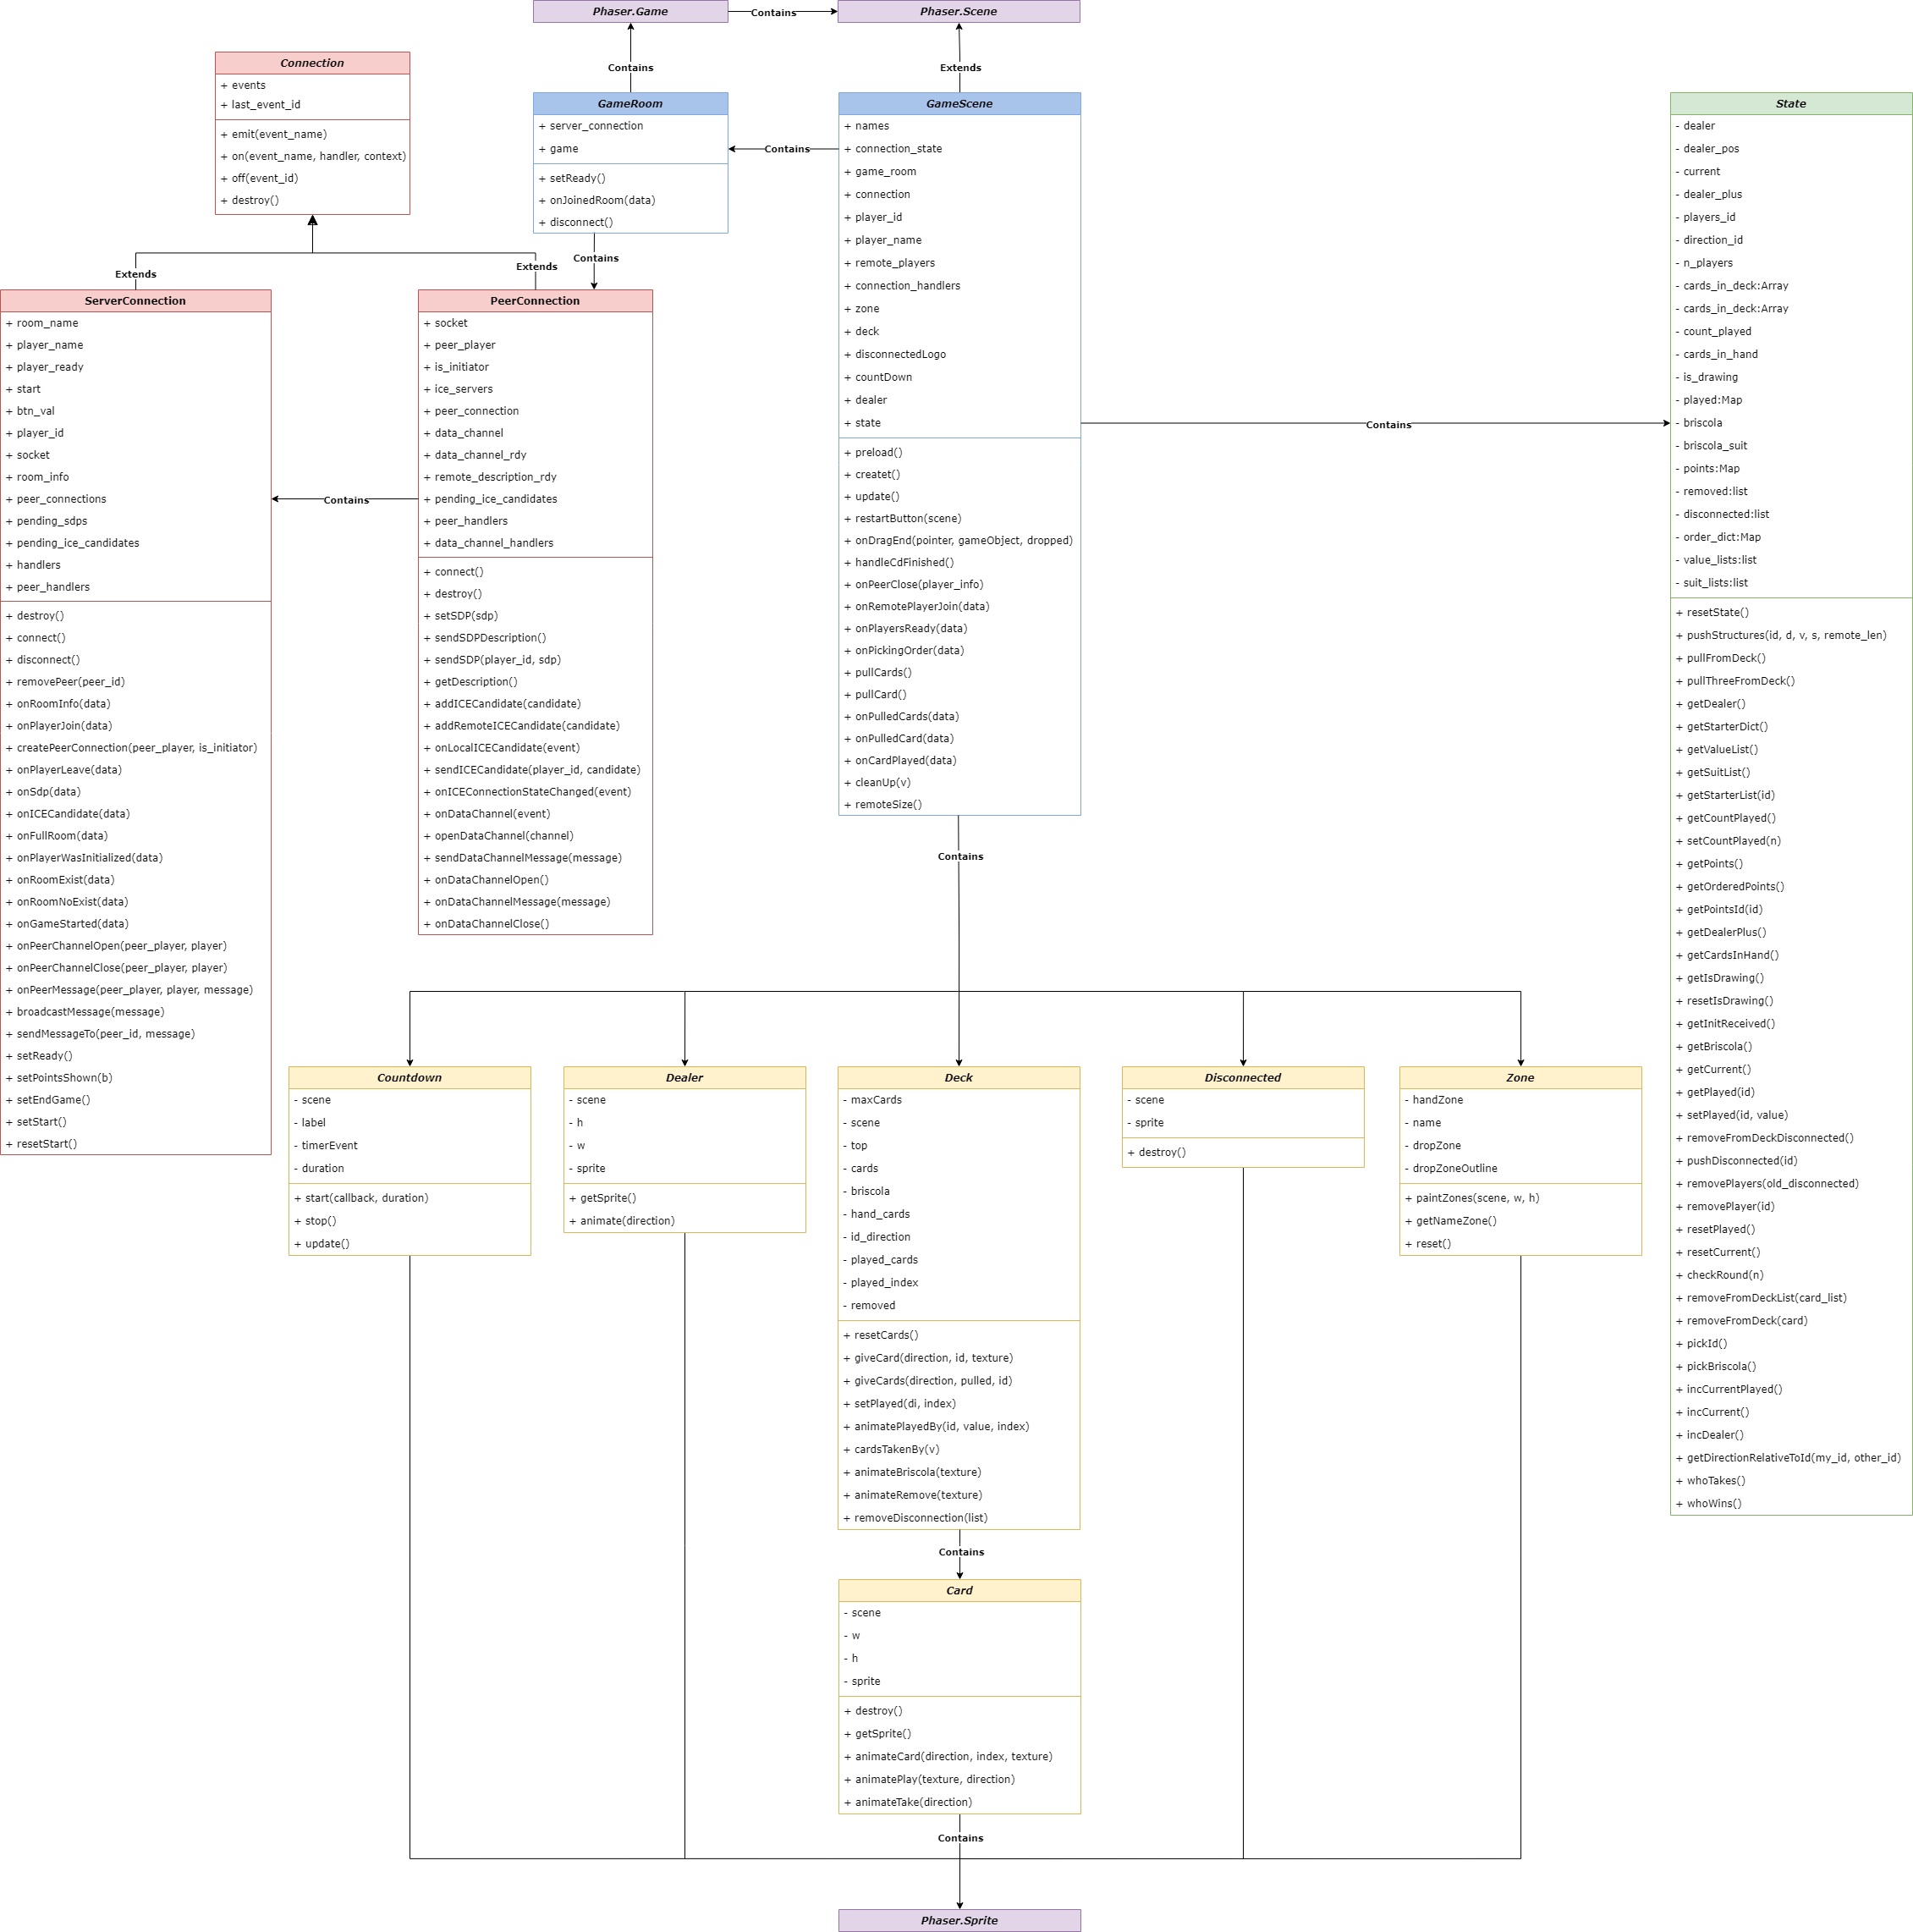 Phaser.Game
Contains
Phaser.Scene
Contains
Extends
Connection
+ events
+ last_event_id
+ emit(event_name)
+ on(event_name, handler, context)
+ off(event_id)
+ destroy()
GameRoom
+ server_connection
+ game
+ setReady()
+ onJoinedRoom(data)
+ disconnect()
Contains
GameScene
+ names
+ connection_state
+ game_room
+ connection
+ player_id
+ player_name
+ remote_players
+ connection_handlers
+ zone
+ deck
+ disconnectedLogo
+ countDown
+ dealer
+ state
+ preload()
+ createt()
+ update()
+ restartButton(scene)
+ onDragEnd(pointer, gameObject, dropped)
+ handleCdFinished()
+ onPeerClose(player_info)
+ onRemotePlayerJoin(data)
+ onPlayersReady(data)
+ onPickingOrder(data)
+ pullCards()
+ pullCard()
+ onPulledCards(data)
+ onPulledCard(data)
+ onCardPlayed(data)
+ cleanUp(v)
+ remoteSize()
Contains
State
- dealer
- dealer_pos
- current
- dealer_plus
- players_id
- direction_id
- n_players
- cards_in_deck:Array
- cards_in_deck:Array
- count_played
- cards_in_hand
- is_drawing
- played:Map
- briscola
- briscola_suit
- points:Map
- removed:list
- disconnected:list
- order_dict:Map
- value_lists:list
- suit_lists:list
+ resetState()
+ pushStructures(id, d, v, s, remote_len)
+ pullFromDeck()
+ pullThreeFromDeck()
+ getDealer()
+ getStarterDict()
+ getValueList()
+ getSuitList()
+ getStarterList(id)
+ getCountPlayed()
+ setCountPlayed(n)
+ getPoints()
+ getOrderedPoints()
+ getPointsId(id)
+ getDealerPlus()
+ getCardsInHand()
+ getIsDrawing()
+ resetIsDrawing()
+ getInitReceived()
+ getBriscola()
+ getCurrent()
+ getPlayed(id)
+ setPlayed(id, value)
+ removeFromDeckDisconnected()
+ pushDisconnected(id)
+ removePlayers(old_disconnected)
+ removePlayer(id)
+ resetPlayed()
+ resetCurrent()
+ checkRound(n)
+ removeFromDeckList(card_list)
+ removeFromDeck(card)
+ pickId()
+ pickBriscola()
+ incCurrentPlayed()
+ incCurrent()
+ incDealer()
+ getDirectionRelativeToId(my_id, other_id)
+ whoTakes()
+ whoWins()
Extends
Extends
Contains
ServerConnection
+ room_name
+ player_name
+ player_ready
+ start
+ btn_val
+ player_id
+ socket
+ room_info
+ peer_connections
+ pending_sdps
+ pending_ice_candidates
+ handlers
+ peer_handlers
+ destroy()
+ connect()
+ disconnect()
+ removePeer(peer_id)
+ onRoomInfo(data)
+ onPlayerJoin(data)
+ createPeerConnection(peer_player, is_initiator)
+ onPlayerLeave(data)
+ onSdp(data)
+ onICECandidate(data)
+ onFullRoom(data)
+ onPlayerWasInitialized(data)
+ onRoomExist(data)
+ onRoomNoExist(data)
+ onGameStarted(data)
+ onPeerChannelOpen(peer_player, player)
+ onPeerChannelClose(peer_player, player)
+ onPeerMessage(peer_player, player, message)
+ broadcastMessage(message)
+ sendMessageTo(peer_id, message)
+ setReady()
+ setPointsShown(b)
+ setEndGame()
+ setStart()
+ resetStart()
Contains
PeerConnection
+ socket
+ peer_player
+ is_initiator
+ ice_servers
+ peer_connection
+ data_channel
+ data_channel_rdy
+ remote_description_rdy
+ pending_ice_candidates
+ peer_handlers
+ data_channel_handlers
+ connect()
+ destroy()
+ setSDP(sdp)
+ sendSDPDescription()
+ sendSDP(player_id, sdp)
+ getDescription()
+ addICECandidate(candidate)
+ addRemoteICECandidate(candidate)
+ onLocalICECandidate(event)
+ sendICECandidate(player_id, candidate)
+ onICEConnectionStateChanged(event)
+ onDataChannel(event)
+ openDataChannel(channel)
+ sendDataChannelMessage(message)
+ onDataChannelOpen()
+ onDataChannelMessage(message)
+ onDataChannelClose()
Contains
Countdown
- scene
- label
- timerEvent
- duration
+ start(callback, duration)
+ stop()
+ update()
Dealer
- scene
- h
- w
- sprite
+ getSprite()
+ animate(direction)
Deck
- maxCards
- scene
- top
- cards
- briscola
- hand_cards
- id_direction
- played_cards
- played_index
- removed
+ resetCards()
+ giveCard(direction, id, texture)
+ giveCards(direction, pulled, id)
+ setPlayed(di, index)
+ animatePlayedBy(id, value, index)
+ cardsTakenBy(v)
+ animateBriscola(texture)
+ animateRemove(texture)
+ removeDisconnection(list)
Disconnected
- scene
- sprite
+ destroy()
Zone
- handZone
- name
- dropZone
- dropZoneOutline
+ paintZones(scene, w, h)
+ getNameZone()
+ reset()
Contains
Card
- scene
- w
- h
- sprite
+ destroy()
+ getSprite()
+ animateCard(direction, index, texture)
+ animatePlay(texture, direction)
+ animateTake(direction)
Contains
Phaser.Sprite